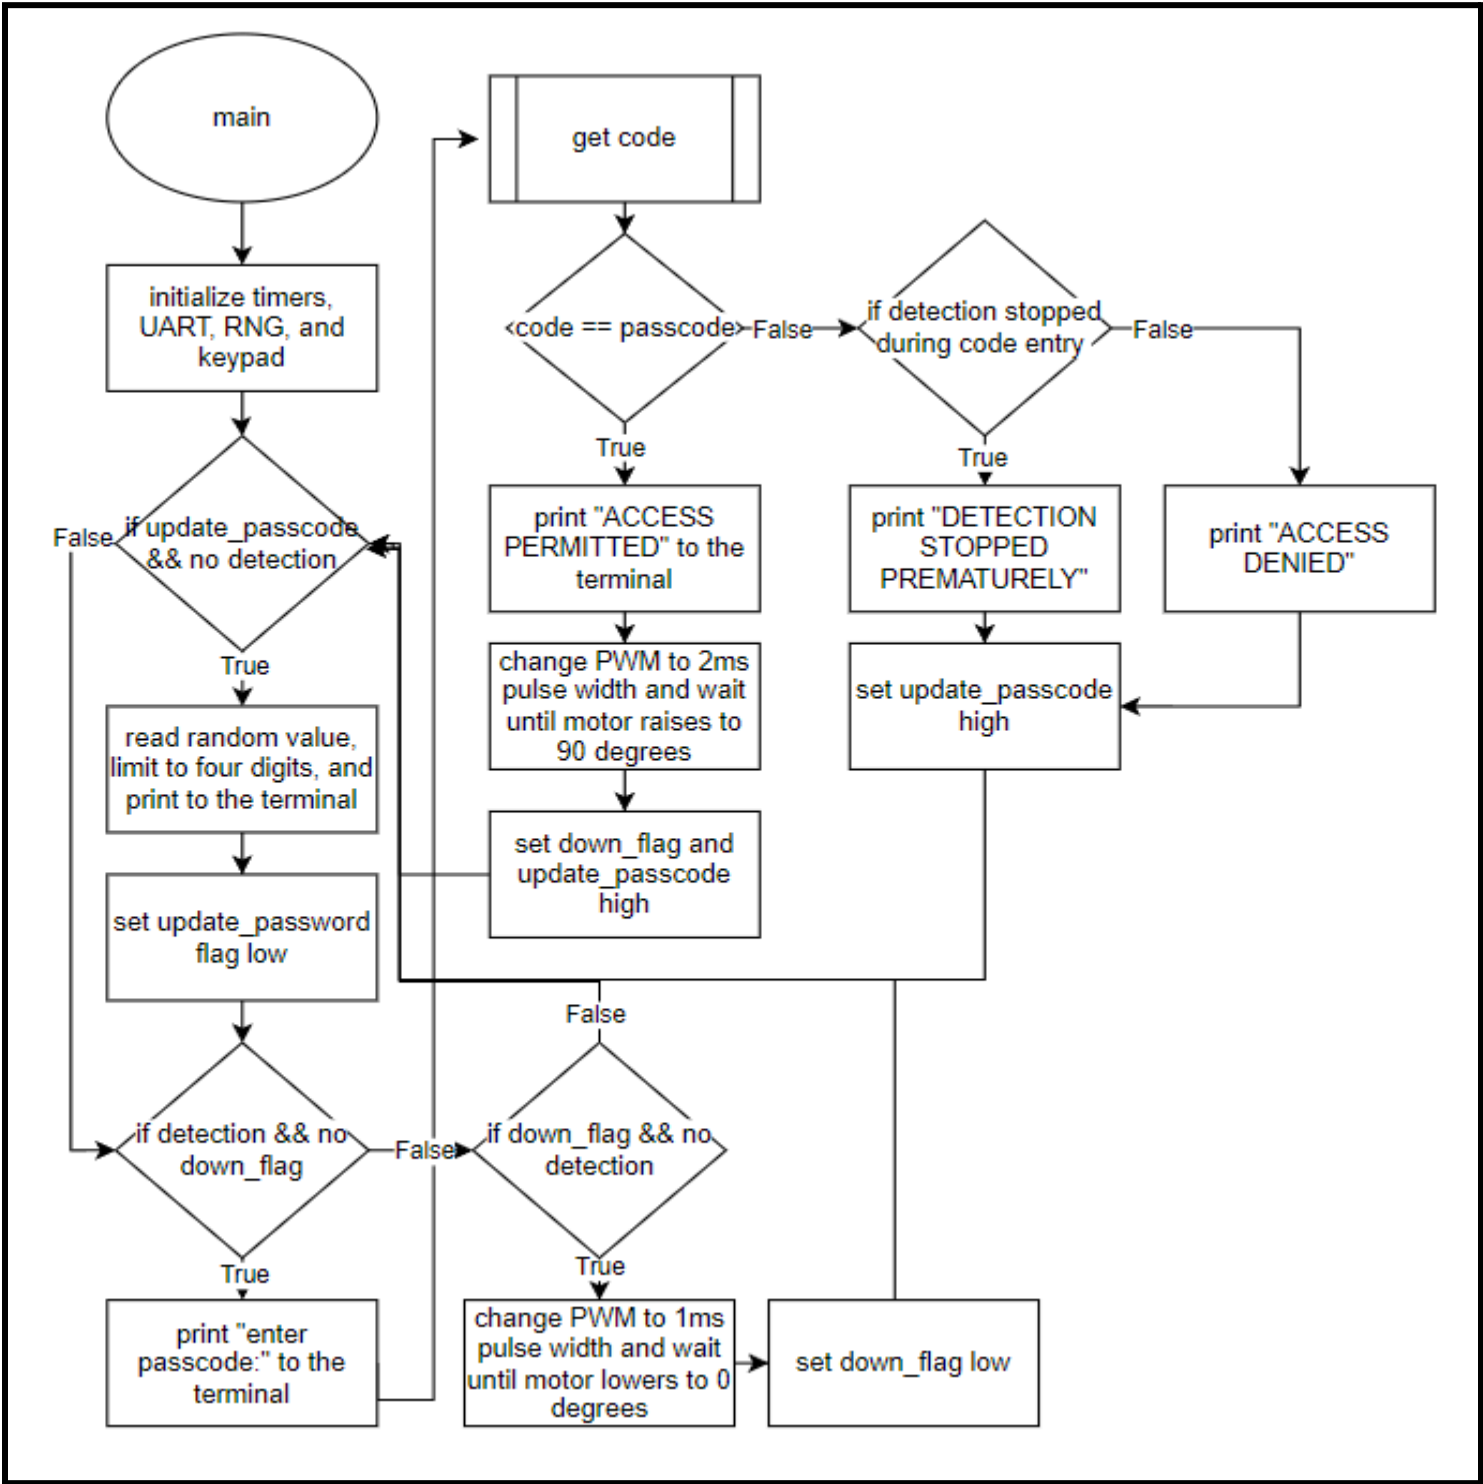 main
initialize timers,
UART, RNG, and
keypad
if update_passcode
&& no detection
False
True
read random value,
limit to four digits, and
print to the terminal
set update_password
flag low
if detection && no
down_flag
False
True
print "enter
passcode:" to the
terminal
get code
<code == passcode>
False
True
print "ACCESS
PERMITTED" to the
terminal
change PWM to 2ms
pulse width and wait
until motor raises to
90 degrees
set down_flag and
update_passcode
high
if detection stopped
during code entry
False
True
print "DETECTION
STOPPED
PREMATURELY"
print "ACCESS
DENIED"
set update_passcode
high
False
if down_flag && no
detection
True
change PWM to 1ms
pulse width and wait
until motor lowers to 0
degrees
set down_flag low